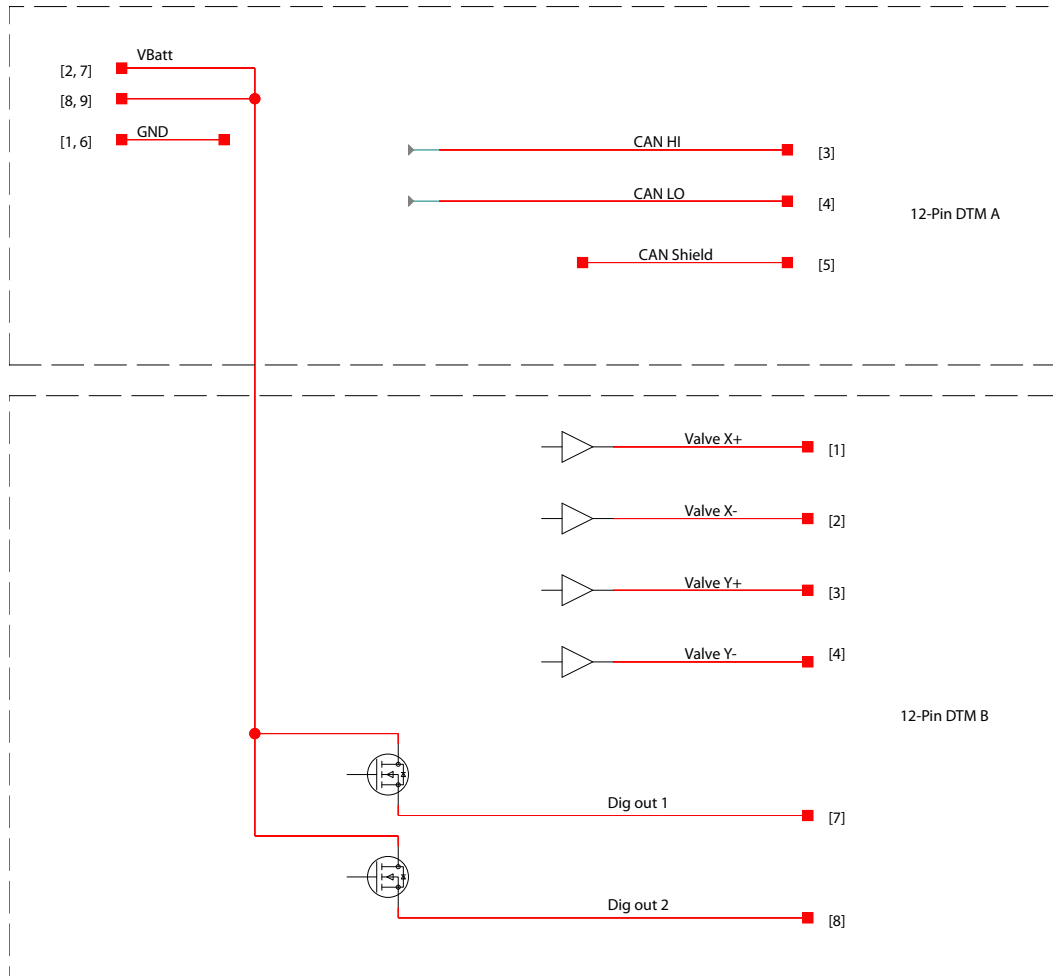 VBatt
[2, 7]
[8, 9]
GND
[1, 6]
CAN HI
[3]
CAN LO
[4]
12-Pin DTM A
CAN Shield
[5]
Valve X+
[1]
Valve X-
[2]
Valve Y+
[3]
Valve Y-
[4]
12-Pin DTM B
Dig out 1
[7]
Dig out 2
[8]